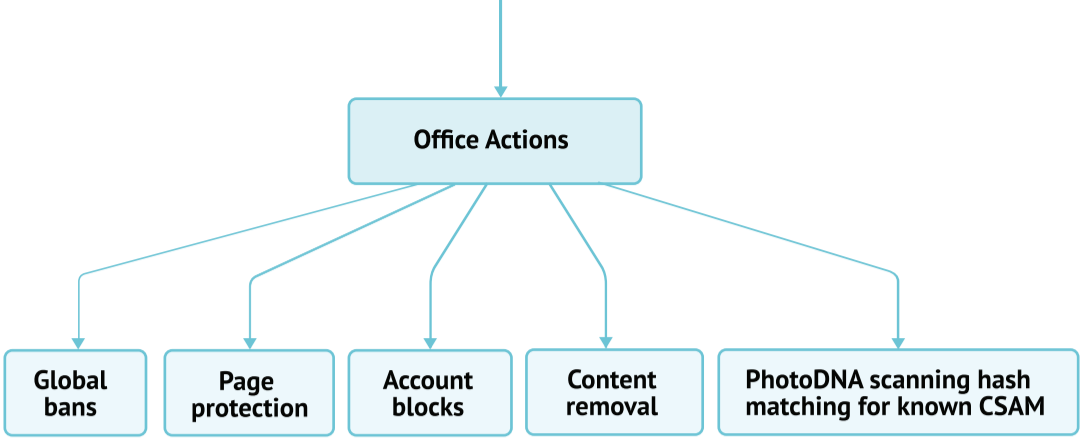 Office Actions
Global
bans
Page
protection
Account
blocks
Content
removal
PhotoDNA scanning hash
matching for known CSAM